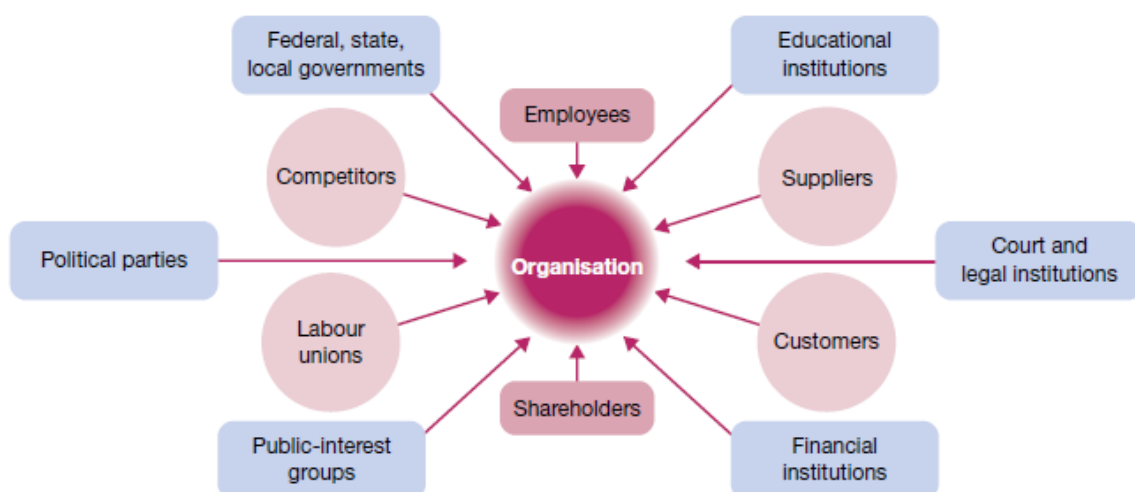 Federal, state,
local governments
Educational
institutions
Employees
Competitors
Suppliers
Political parties
Organisation
Court and
legal institutions
Labour
unions
Customers
Shareholders
Public-interest
groups
Financial
institutions